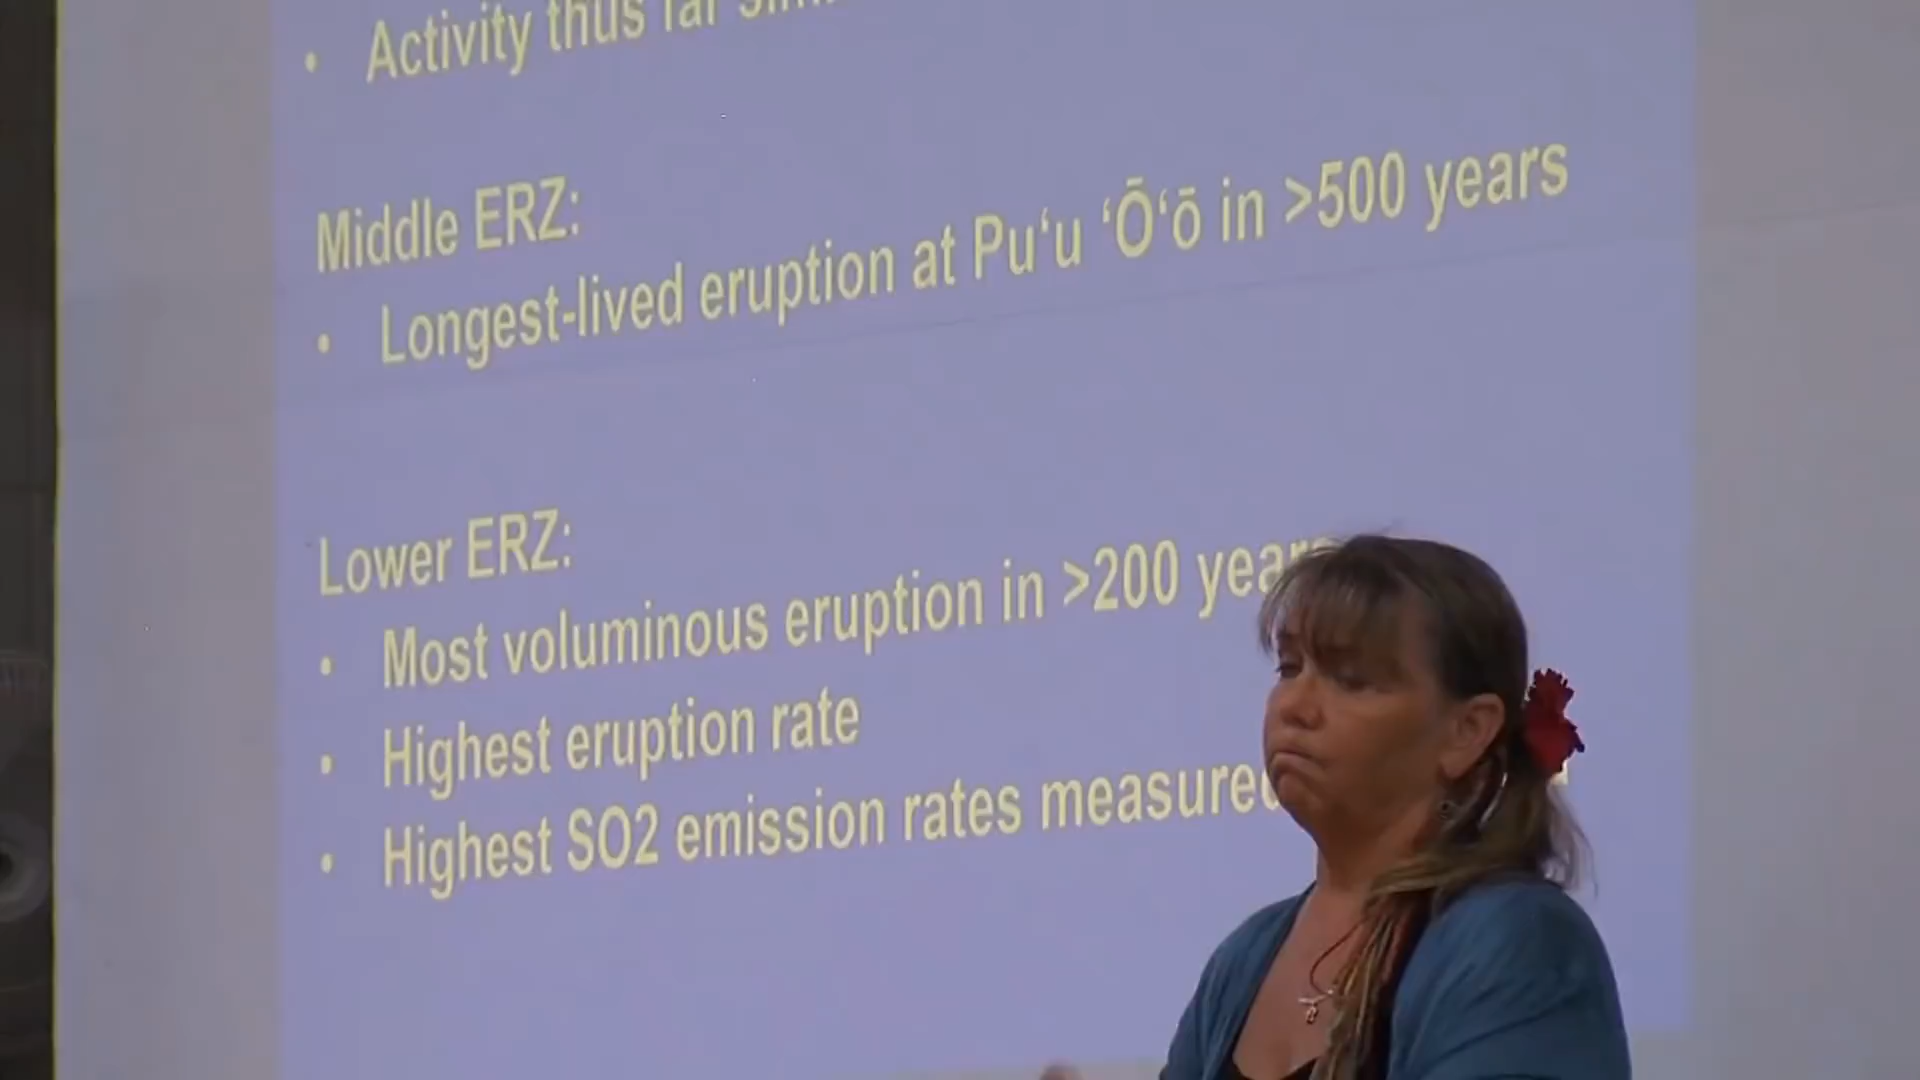 • Activity thus far
Middle ERZ:
• Longest-lived eruption at Pu‘u ‘Ō‘ō in >500 years
Lower ERZ:
• Most voluminous eruption in >200
• Highest eruption rate
• Highest SO2 emission rates measured